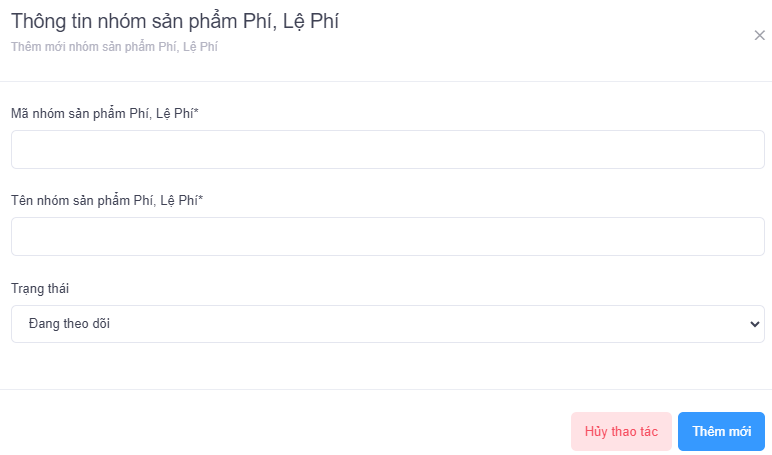 Thông tin nhóm sản phẩm Phí, Lệ Phí
Thêm mới nhóm sản phẩm Phí, Lệ Phí
Mã nhóm sản phẩm Phí, Lệ Phí*
Tên nhóm sản phẩm Phí, Lệ Phí*
Trạng thái
Đang theo dõi
Hủy thao tác
Thêm mới